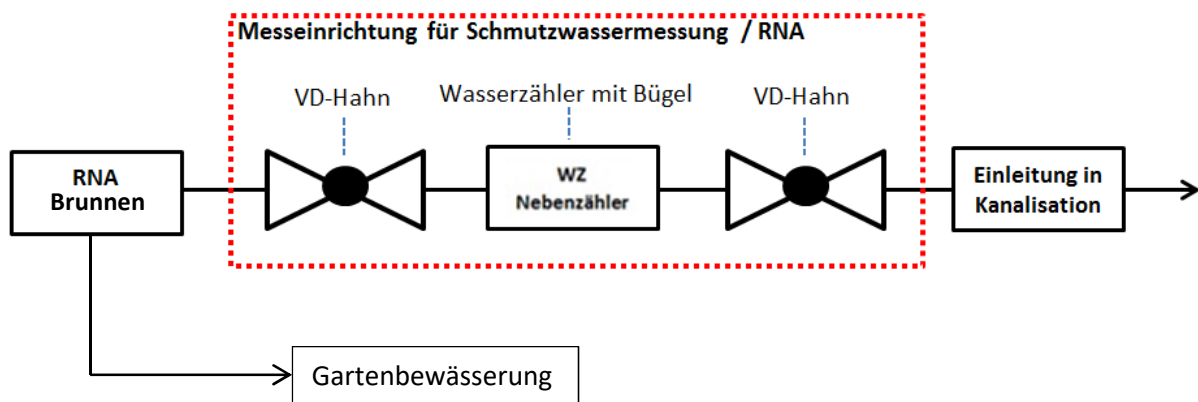 Messeinrichtung für Schmutzwassermessung / RNA
VD-Hahn
Wasserzähler mit Bügel
VD-Hahn
RNA
Brunnen
WZ
Nebenzähler
Einleitung in
Kanalisation
Gartenbewässerung